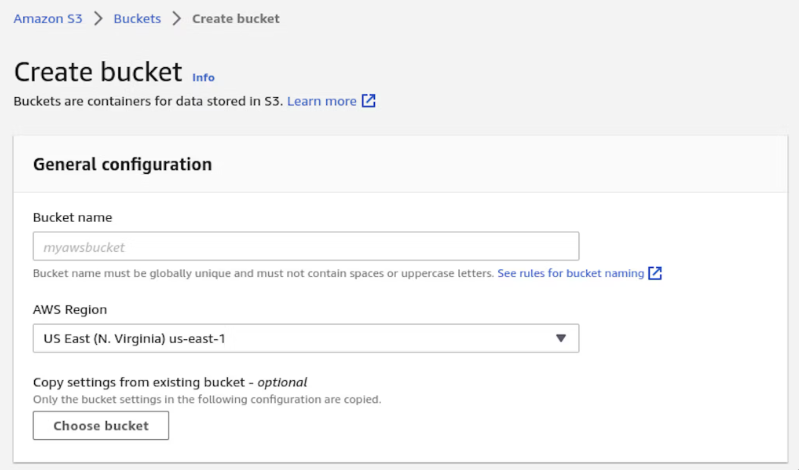 Amazon S3 > Buckets > Create bucket
Create bucket Info
Buckets are containers for data stored in S3. Learn more
General configuration
Bucket name
myawsbucket
Bucket name must be globally unique and must not contain spaces or uppercase letters. See rules for bucket naming
AWS Region
US East (N. Virginia) us-east-1
Copy settings from existing bucket - optional
Only the bucket settings in the following configuration are copied.
Choose bucket